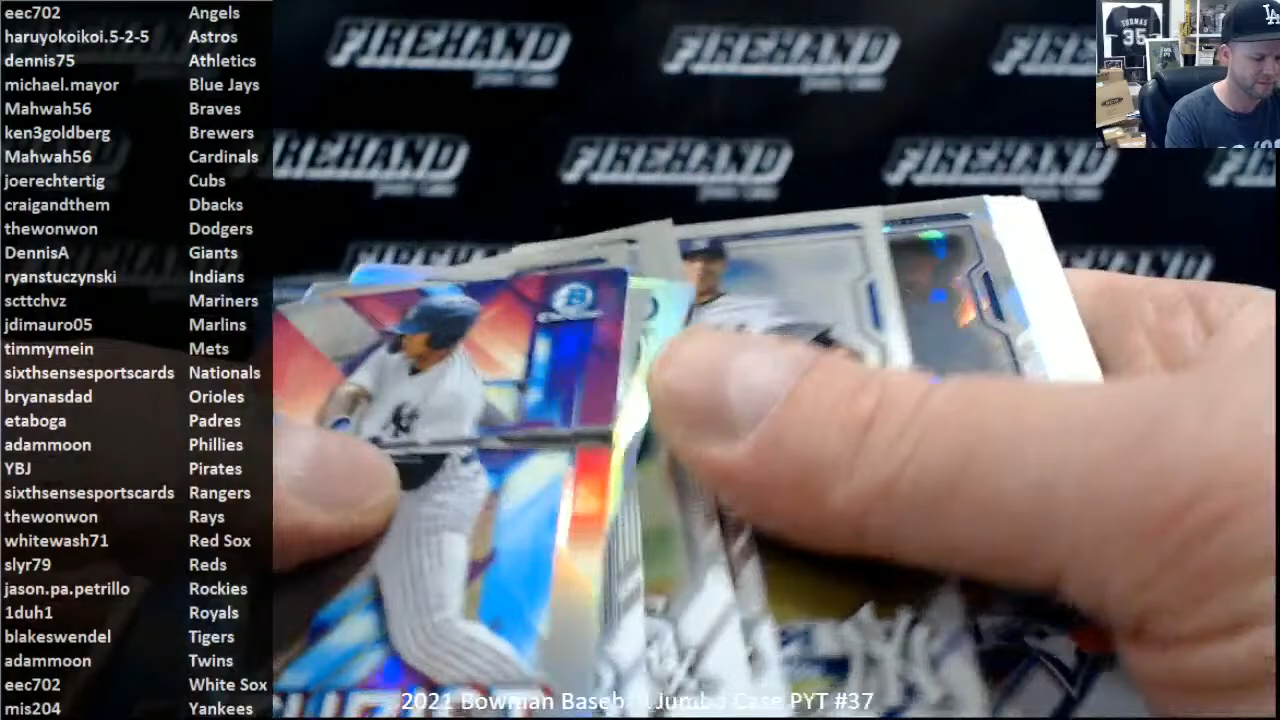 eec702 Angels
haruyokoikoi.5-2-5 Astros
dennis75 Athletics
michael.mayor Blue Jays
Mahwah56 Braves
ken3goldberg Brewers
Mahwah56 Cardinals
joerechtertig Cubs
craigandthem Dbacks
thewonwon Dodgers
DennisA Giants
ryanstuczynski Indians
scttchvz Mariners
jdimauro05 Marlins
timmymein Mets
sixthsensesportscards Nationals
bryanasdad Orioles
etaboga Padres
adammoon Phillies
YBJ Pirates
sixthsensesportscards Rangers
thewonwon Rays
whitewash71 Red Sox
slyr79 Reds
jason.pa.petrillo Rockies
1duh1 Royals
blakeswendel Tigers
adammoon Twins
eec702 White Sox
mis204 Yankees
FIREHAND FIREHAND
FIREHAND FIREHAND FIREHAND
THOMAS
35
LA
2021 Bowman Baseball Jumbo Case PYT #37